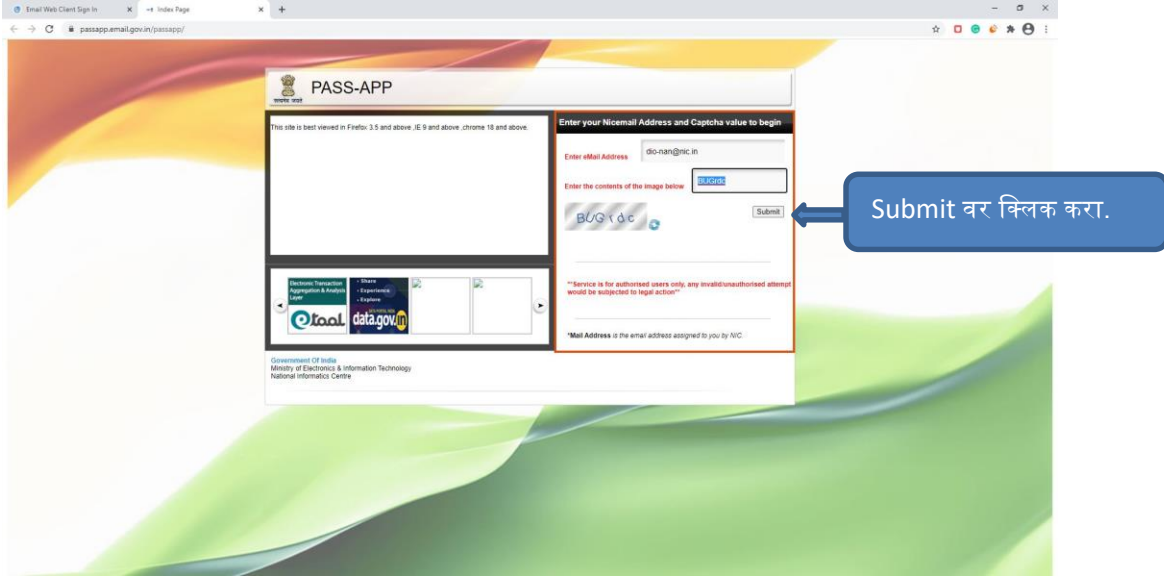 Email Web Client Sign In
Index Page
passapp.email.gov.in/passapp/
सत्यमेव जयते
PASS-APP
This site is best viewed in Firefox 3.5 and above ,IE 9 and above ,chrome 18 and above.
Enter your Nicemail Address and Captcha value to begin
Enter eMail Address
dio-nan@nic.in
Enter the contents of the image below
BUGrdc
BUGrdc
Submit
Submit वर क्लिक करा.
Electronic Transaction
Aggregation & Analysis
Layer
etaal
- Share
- Experience
- Explore
data.gov.in
**Service is for authorised users only, any invalid/unauthorised attempt
would be subjected to legal action**
*Mail Address is the email address assigned to you by NIC
Government Of India
Ministry of Electronics & Information Technology
National Informatics Centre